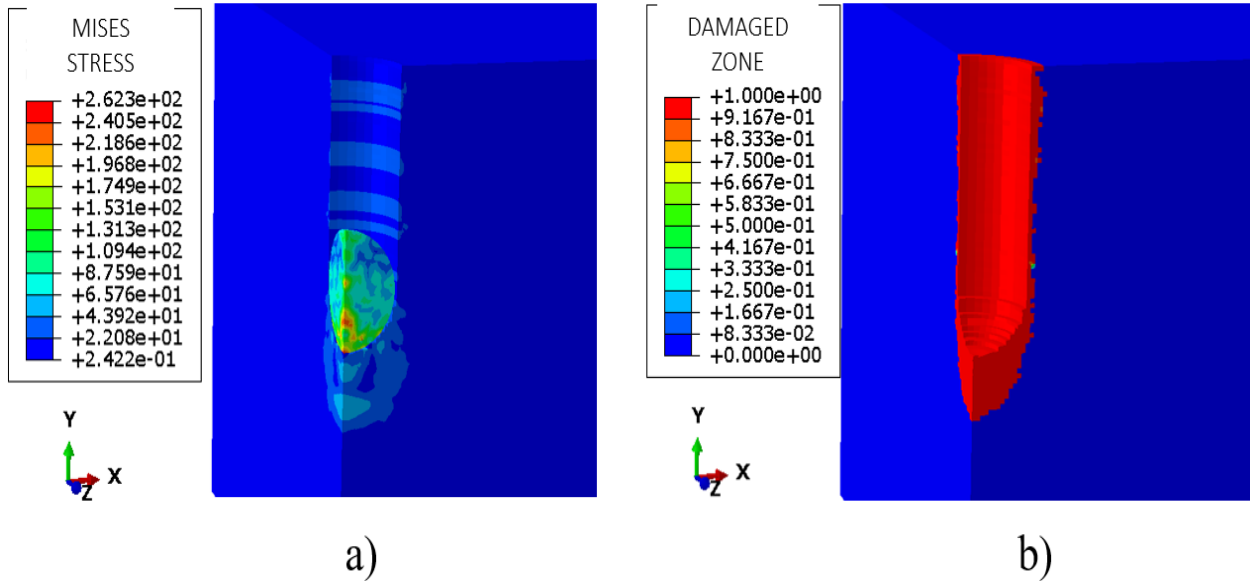 MISES
STRESS
+2.623e+02
+2.405e+02
+2.186e+02
+1.968e+02
+1.749e+02
+1.531e+02
+1.313e+02
+1.094e+02
+8.759e+01
+6.576e+01
+4.392e+01
+2.208e+01
+2.422e-01
Y
X
Z
a)
DAMAGED
ZONE
+1.000e+00
+9.167e-01
+8.333e-01
+7.500e-01
+6.667e-01
+5.833e-01
+5.000e-01
+4.167e-01
+3.333e-01
+2.500e-01
+1.667e-01
+8.333e-02
+0.000e+00
Y
X
Z
b)